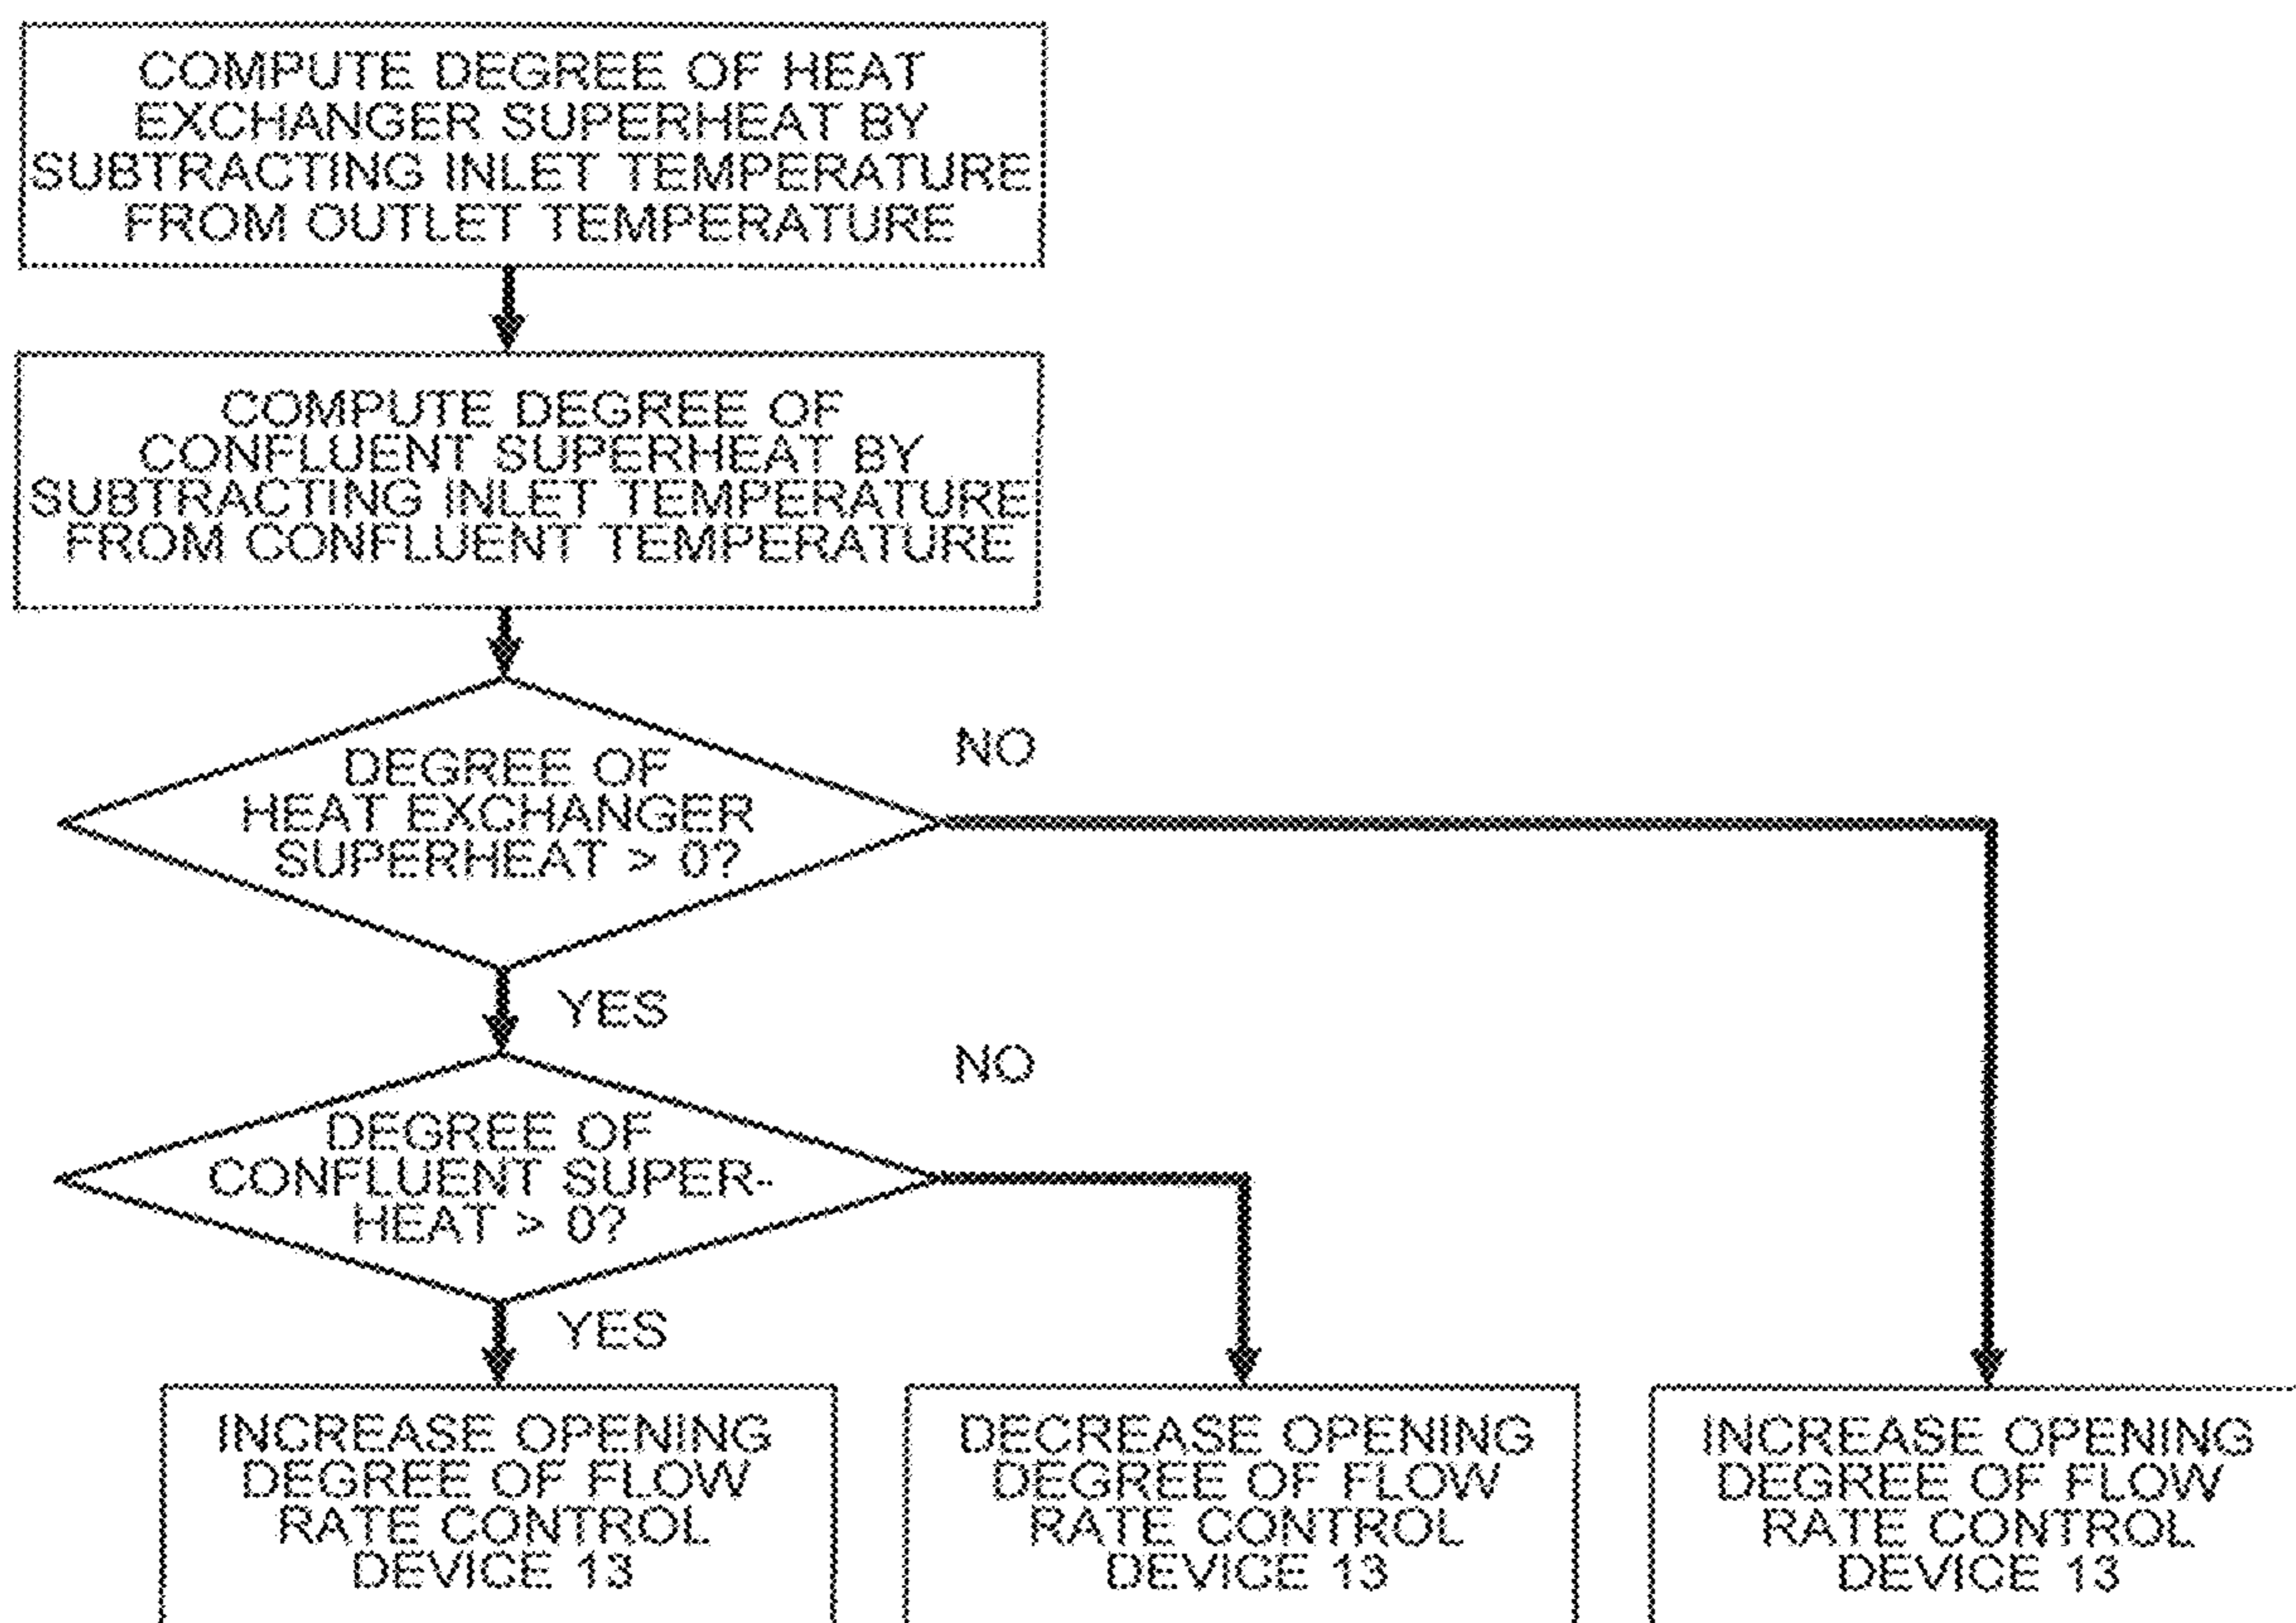 COMPUTE DEGREE OF HEAT
EXCHANGER SUPERHEAT BY
SUBTRACTING INLET TEMPERATURE
FROM OUTLET TEMPERATURE
COMPUTE DEGREE OF
CONFLUENT SUPERHEAT BY
SUBTRACTING INLET TEMPERATURE
FROM CONFLUENT TEMPERATURE
DEGREE OF
HEAT EXCHANGER
SUPERHEAT > 0?
NO
YES
DEGREE OF
CONFLUENT SUPER-
HEAT > 0?
NO
YES
INCREASE OPENING
DEGREE OF FLOW
RATE CONTROL
DEVICE 13
DECREASE OPENING
DEGREE OF FLOW
RATE CONTROL
DEVICE 13
INCREASE OPENING
DEGREE OF FLOW
RATE CONTROL
DEVICE 13